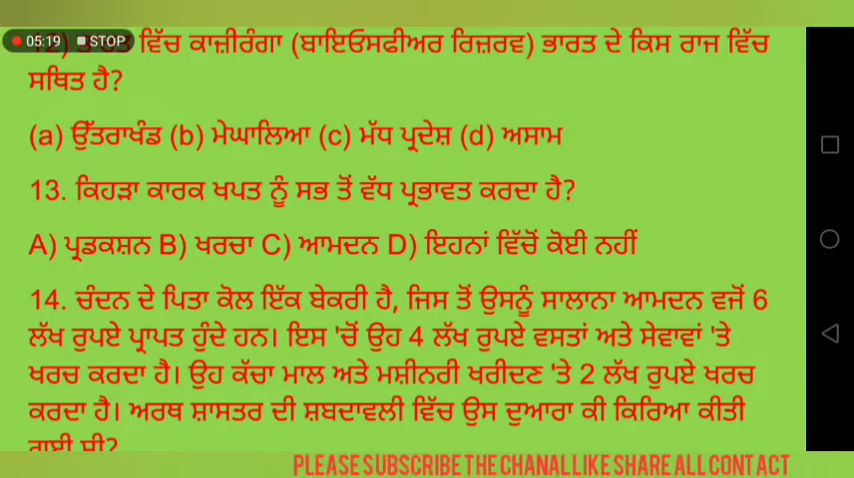 05:19 STOP
ਵਿੱਚ ਕਾਜ਼ੀਰੰਗਾ (ਬਾਇਓਸਫੀਅਰ ਰਿਜ਼ਰਵ) ਭਾਰਤ ਦੇ ਕਿਸ ਰਾਜ ਵਿੱਚ
ਸਥਿਤ ਹੈ?
(a) ਉੱਤਰਾਖੰਡ (b) ਮੇਘਾਲਿਆ (c) ਮੱਧ ਪ੍ਰਦੇਸ਼ (d) ਅਸਾਮ
13. ਕਿਹੜਾ ਕਾਰਕ ਖਪਤ ਨੂੰ ਸਭ ਤੋਂ ਵੱਧ ਪ੍ਰਭਾਵਤ ਕਰਦਾ ਹੈ?
A) ਪ੍ਰਡਕਸ਼ਨ B) ਖਰਚਾ C) ਆਮਦਨ D) ਇਹਨਾਂ ਵਿੱਚੋਂ ਕੋਈ ਨਹੀਂ
14. ਚੰਦਨ ਦੇ ਪਿਤਾ ਕੋਲ ਇੱਕ ਬੇਕਰੀ ਹੈ, ਜਿਸ ਤੋਂ ਉਸਨੂੰ ਸਾਲਾਨਾ ਆਮਦਨ ਵਜੋਂ 6
ਲੱਖ ਰੁਪਏ ਪ੍ਰਾਪਤ ਹੁੰਦੇ ਹਨ। ਇਸ 'ਚੋਂ ਉਹ 4 ਲੱਖ ਰੁਪਏ ਵਸਤਾਂ ਅਤੇ ਸੇਵਾਵਾਂ 'ਤੇ
ਖਰਚ ਕਰਦਾ ਹੈ। ਉਹ ਕੱਚਾ ਮਾਲ ਅਤੇ ਮਸ਼ੀਨਰੀ ਖਰੀਦਣ 'ਤੇ 2 ਲੱਖ ਰੁਪਏ ਖਰਚ
ਕਰਦਾ ਹੈ। ਅਰਥ ਸ਼ਾਸਤਰ ਦੀ ਸ਼ਬਦਾਵਲੀ ਵਿੱਚ ਉਸ ਦੁਆਰਾ ਕੀ ਕਿਰਿਆ ਕੀਤੀ
ਗਈ ਸੀ?
PLEASE SUBSCRIBE THE CHANAL LIKE SHARE ALL CONTACT